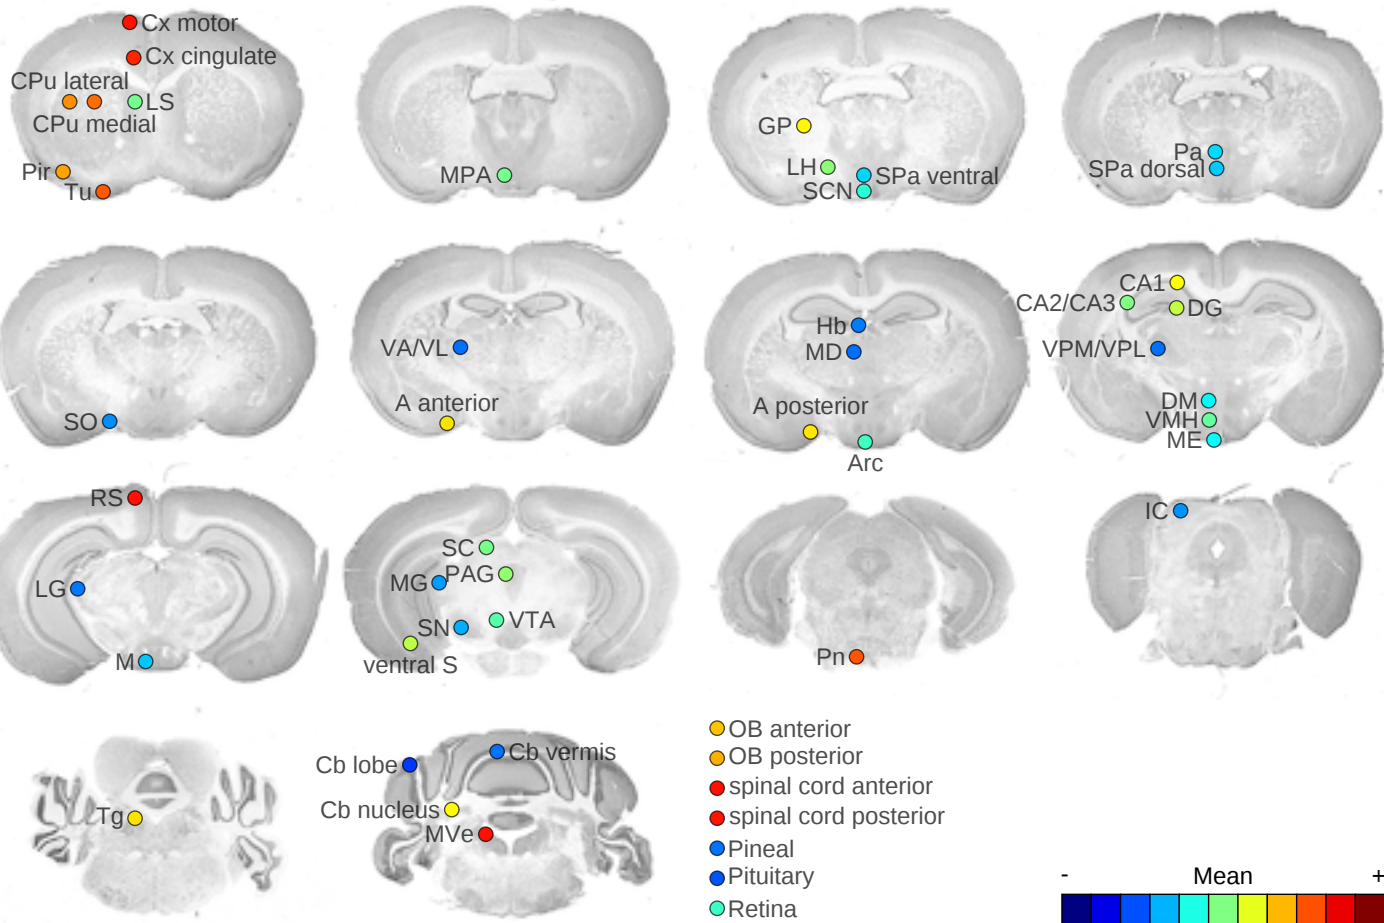 Cx motor
Cx cingulate
CPu lateral
LS
CPu medial
Pir
Tu
MPA
GP
LH
SPa ventral
SCN
Pa
SPa dorsal
SO
VA/VL
A anterior
Hb
MD
A posterior
Arc
CA1
CA2/CA3
DG
VPM/VPL
DM
VMH
ME
RS
LG
M
SC
MG
PAG
SN
VTA
ventral S
Pn
IC
Tg
Cb lobe
Cb vermis
Cb nucleus
MVe
OB anterior
OB posterior
spinal cord anterior
spinal cord posterior
Pineal
Pituitary
Retina
- Mean +